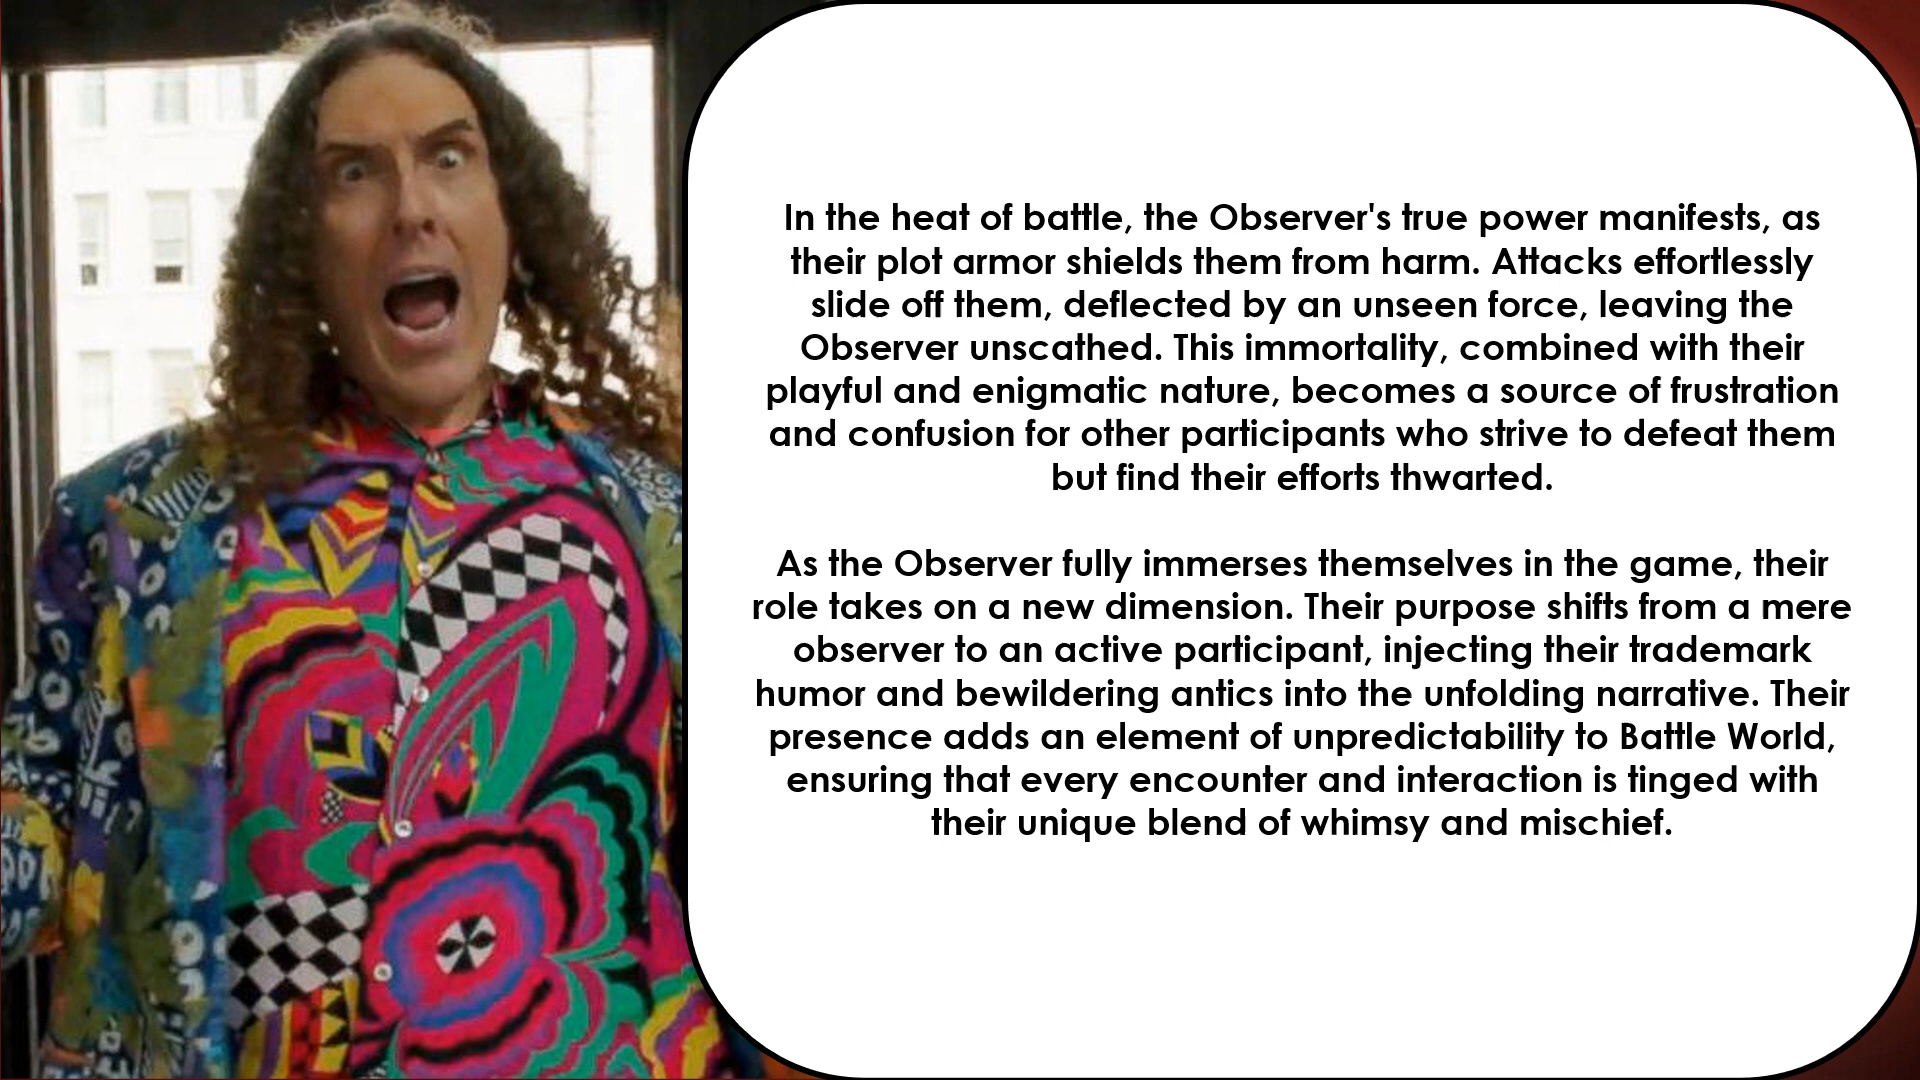 In the heat of battle, the Observer's true power manifests, as
their plot armor shields them from harm. Attacks effortlessly
slide off them, deflected by an unseen force, leaving the
Observer unscathed. This immortality, combined with their
playful and enigmatic nature, becomes a source of frustration
and confusion for other participants who strive to defeat them
but find their efforts thwarted.
As the Observer fully immerses themselves in the game, their
role takes on a new dimension. Their purpose shifts from a mere
observer to an active participant, injecting their trademark
humor and bewildering antics into the unfolding narrative. Their
presence adds an element of unpredictability to Battle World,
ensuring that every encounter and interaction is tinged with
their unique blend of whimsy and mischief.